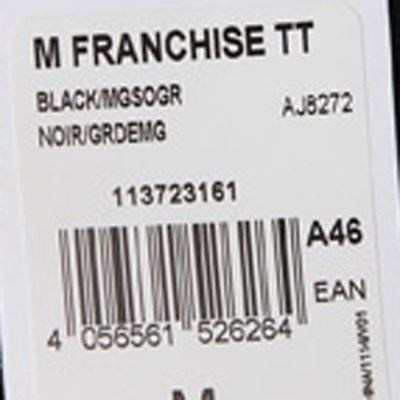 M FRANCHISE TT
BLACK/MGSOGR
NOIR/GRDEMG
AJ8272
113723161
A46
EAN
4 056561 526264
M